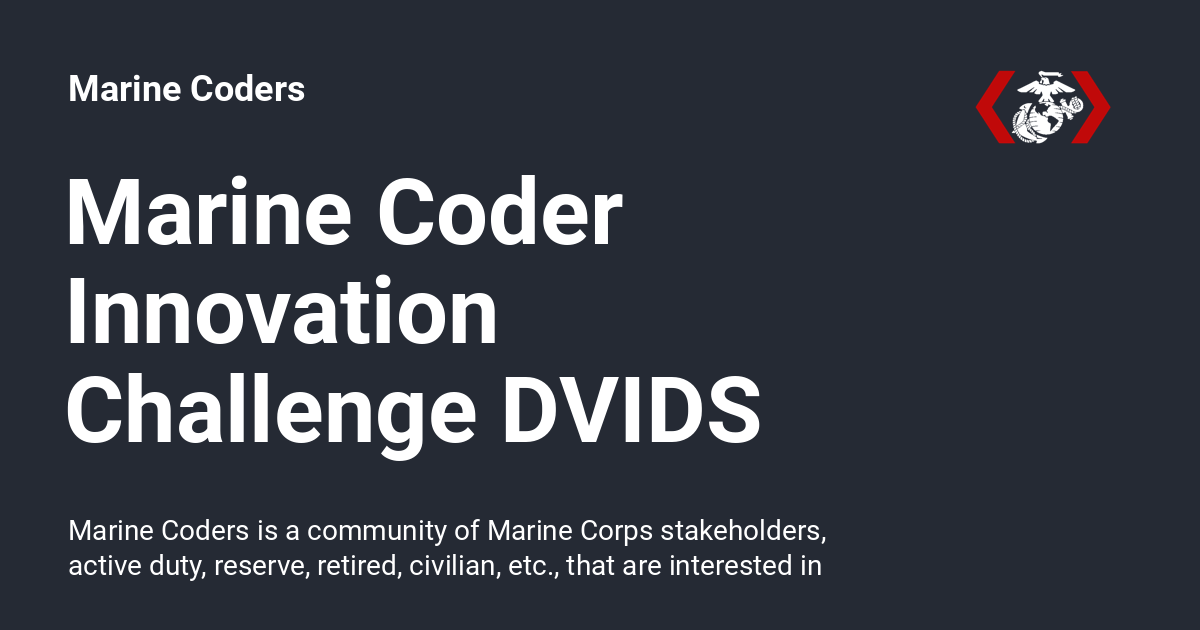 Marine Coders
Marine Coder
Innovation
Challenge DVIDS
Marine Coders is a community of Marine Corps stakeholders,
active duty, reserve, retired, civilian, etc., that are interested in